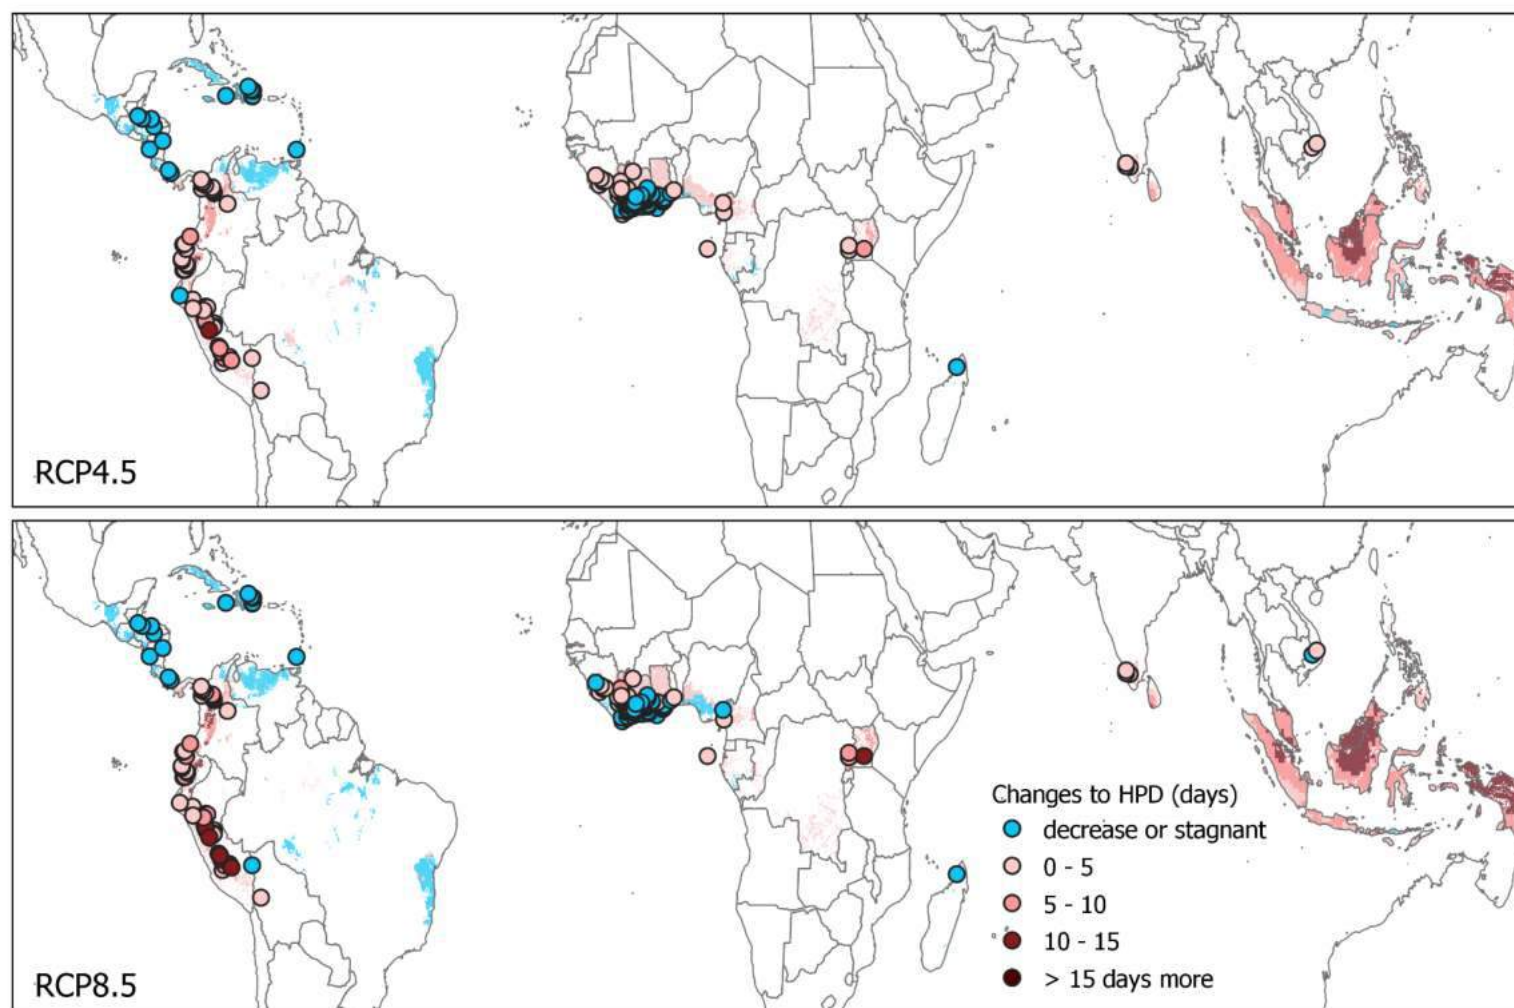 RCP4.5
Changes to HPD (days)
decrease or stagnant
0 - 5
5 - 10
10 - 15
> 15 days more
RCP8.5